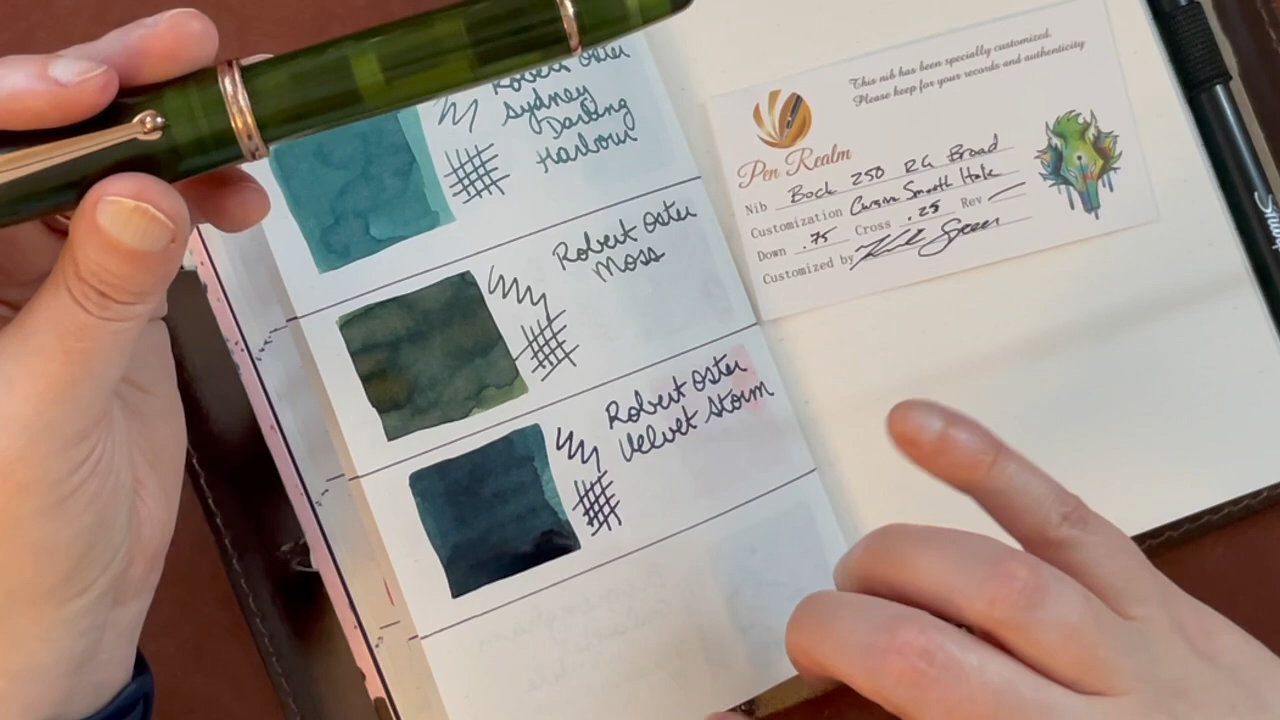 Robert Oster
Sydney
Darling
Harbour
Robert Oster
Moss
Robert Oster
Velvet Storm
This nib has been specially customized.
Please keep for your records and authenticity
Pen Realm
Nib Bock 250 RG Broad
Customization Cursive Smooth Italic
Down .75 Cross .25 Rev —
Customized by